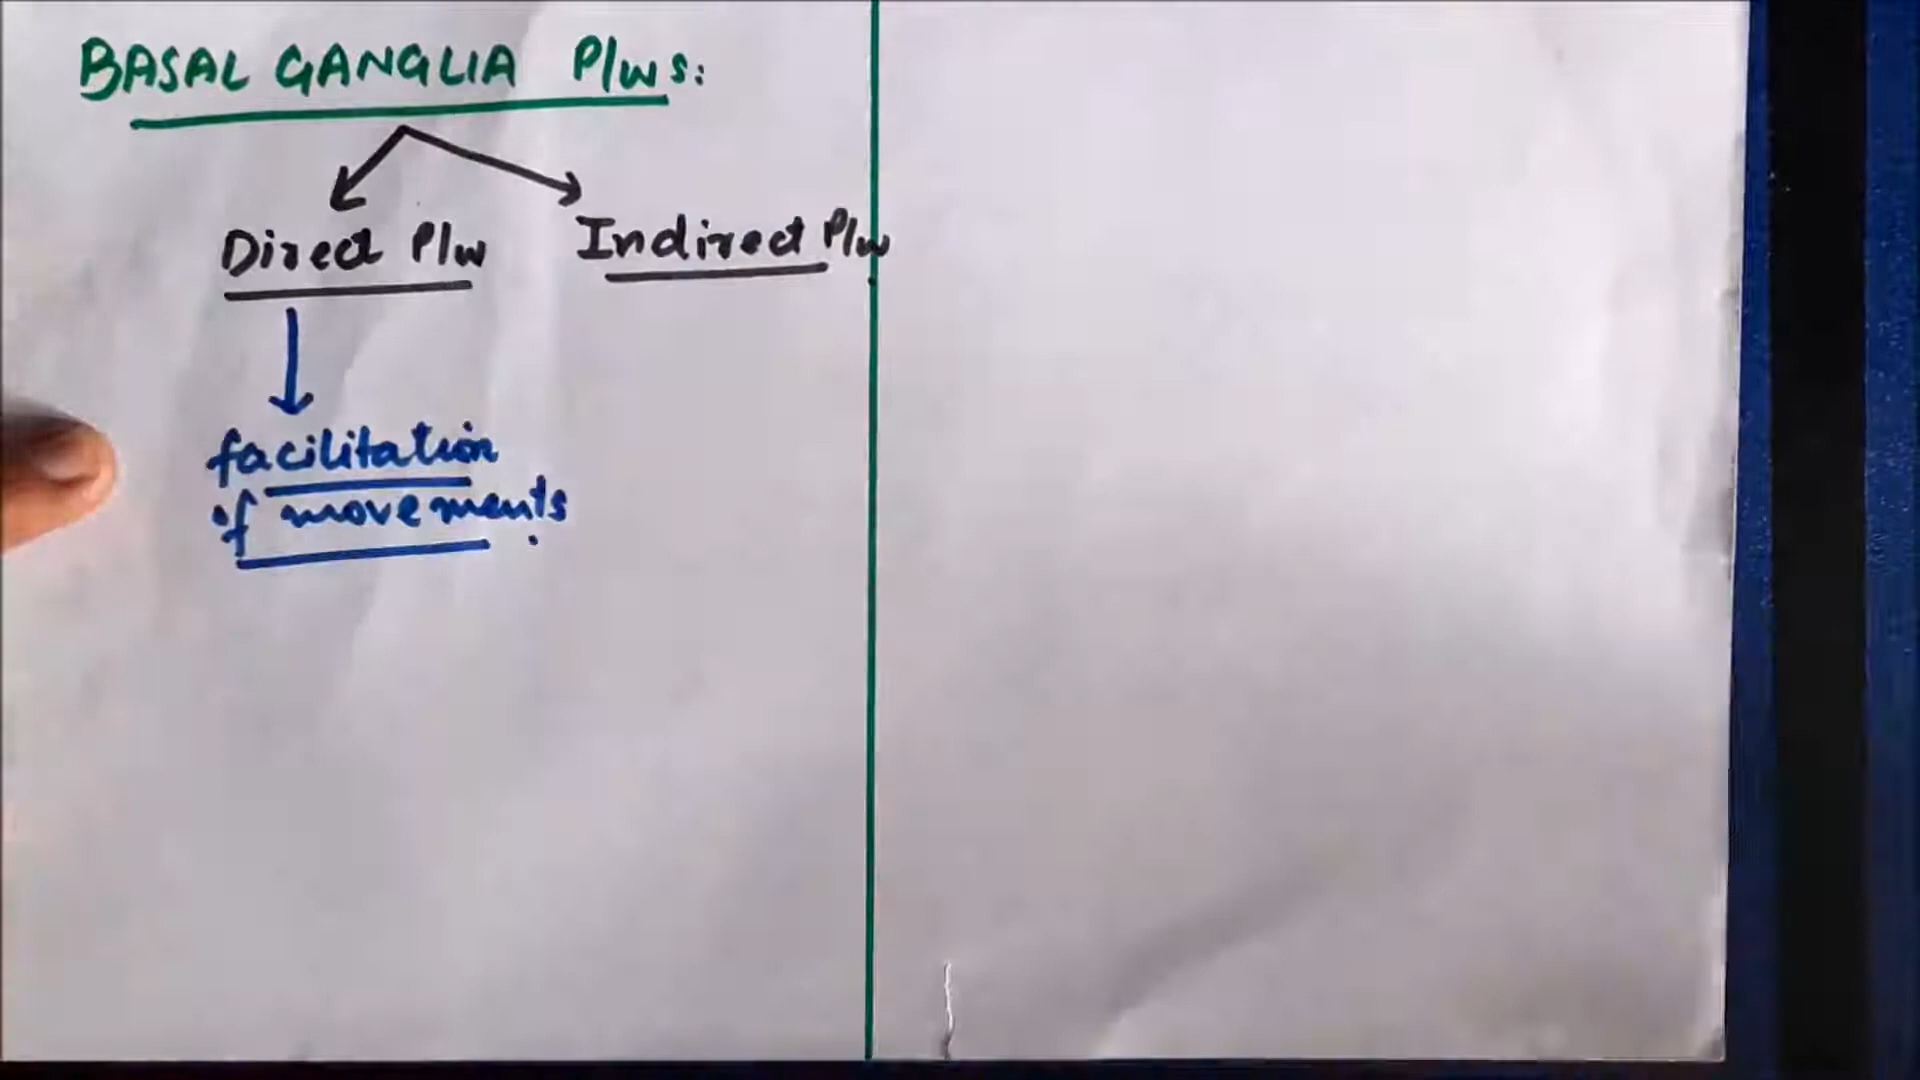 BASAL GANGLIA P/ws:
Direct P/w Indirect P/w
facilitation
of movements.